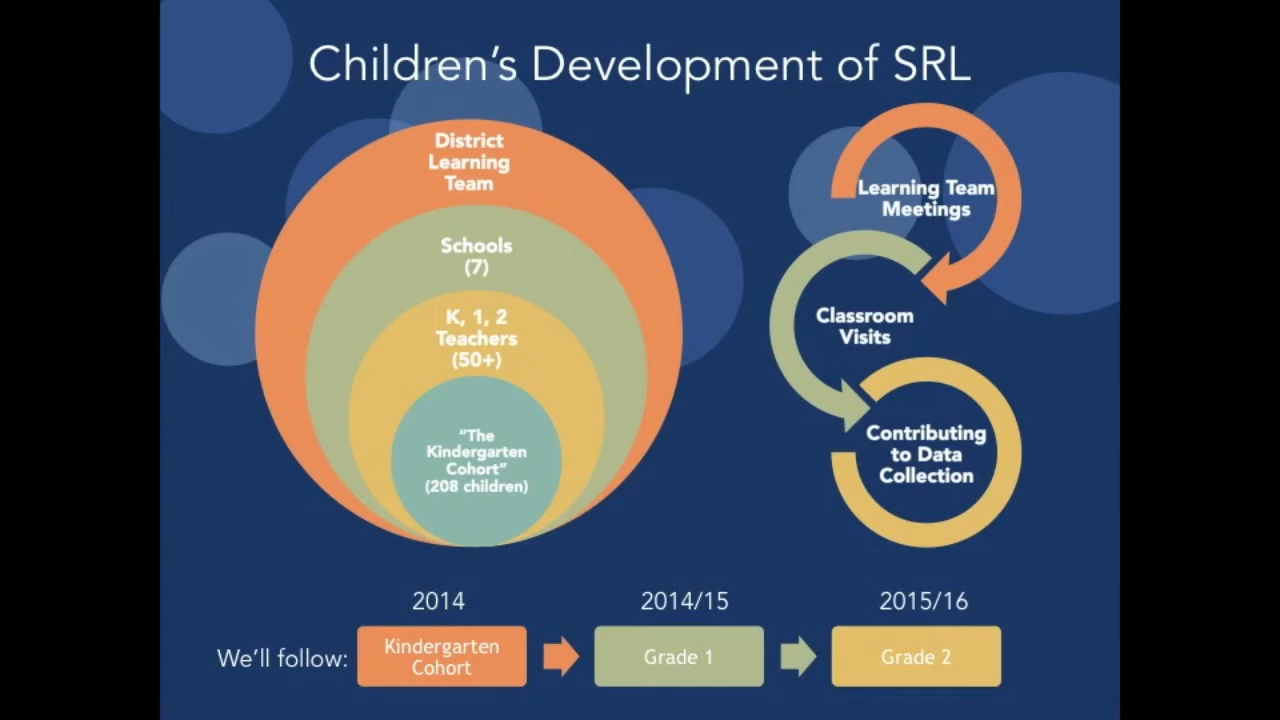 Children's Development of SRL
District
Learning
Team
Schools
(7)
K, 1, 2
Teachers
(50+)
“The
Kindergarten
Cohort”
(208 children)
Learning Team
Meetings
Classroom
Visits
Contributing
to Data
Collection
2014
2014/15
2015/16
We'll follow:
Kindergarten
Cohort
Grade 1
Grade 2